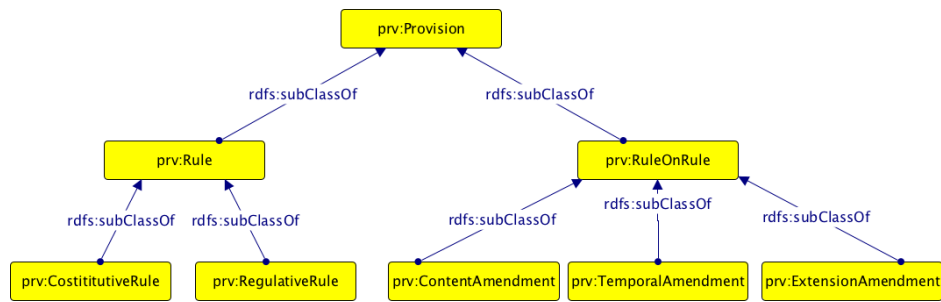 prv:Provision
rdfs:subClassOf
rdfs:subClassOf
prv:Rule
prv:RuleOnRule
rdfs:subClassOf
rdfs:subClassOf
rdfs:subClassOf
rdfs:subClassOf
rdfs:subClassOf
prv:CostititutiveRule
prv:RegulativeRule
prv:ContentAmendment
prv:TemporalAmendment
prv:ExtensionAmendment